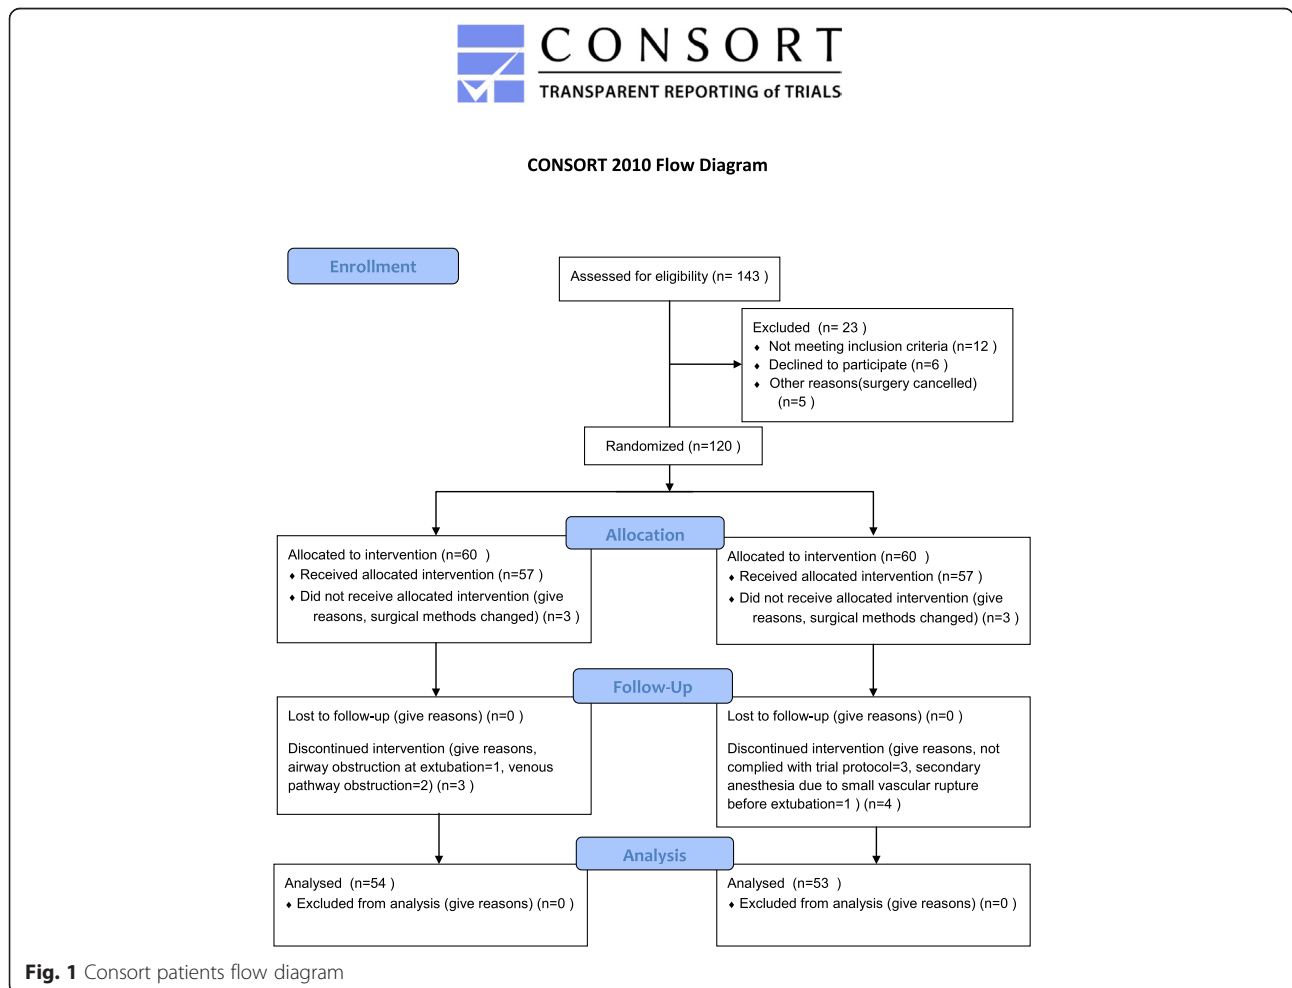 CONSORT
TRANSPARENT REPORTING of TRIALS
CONSORT 2010 Flow Diagram
Enrollment
Assessed for eligibility (n= 143 )
Excluded (n= 23 )
♦ Not meeting inclusion criteria (n=12 )
♦ Declined to participate (n=6 )
♦ Other reasons(surgery cancelled)
(n=5 )
Randomized (n=120 )
Allocation
Allocated to intervention (n=60 )
♦ Received allocated intervention (n=57 )
♦ Did not receive allocated intervention (give
reasons, surgical methods changed) (n=3 )
Allocated to intervention (n=60 )
♦ Received allocated intervention (n=57 )
♦ Did not receive allocated intervention (give
reasons, surgical methods changed) (n=3 )
Follow-Up
Lost to follow-up (give reasons) (n=0 )
Discontinued intervention (give reasons,
airway obstruction at extubation=1, venous
pathway obstruction=2) (n=3 )
Lost to follow-up (give reasons) (n=0 )
Discontinued intervention (give reasons, not
complied with trial protocol=3, secondary
anesthesia due to small vascular rupture
before extubation=1 ) (n=4 )
Analysis
Analysed (n=54 )
♦ Excluded from analysis (give reasons) (n=0 )
Analysed (n=53 )
♦ Excluded from analysis (give reasons) (n=0 )
Fig. 1 Consort patients flow diagram